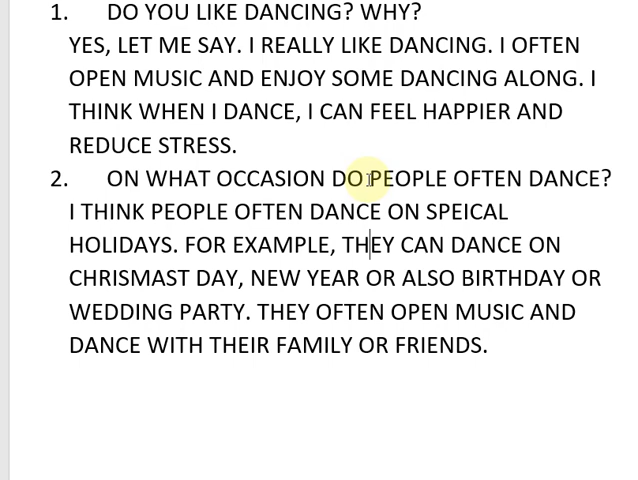 1. DO YOU LIKE DANCING? WHY?
YES, LET ME SAY. I REALLY LIKE DANCING. I OFTEN
OPEN MUSIC AND ENJOY SOME DANCING ALONG. I
THINK WHEN I DANCE, I CAN FEEL HAPPIER AND
REDUCE STRESS.
2. ON WHAT OCCASION DO PEOPLE OFTEN DANCE?
I THINK PEOPLE OFTEN DANCE ON SPEICAL
HOLIDAYS. FOR EXAMPLE, THEY CAN DANCE ON
CHRISMAST DAY, NEW YEAR OR ALSO BIRTHDAY OR
WEDDING PARTY. THEY OFTEN OPEN MUSIC AND
DANCE WITH THEIR FAMILY OR FRIENDS.